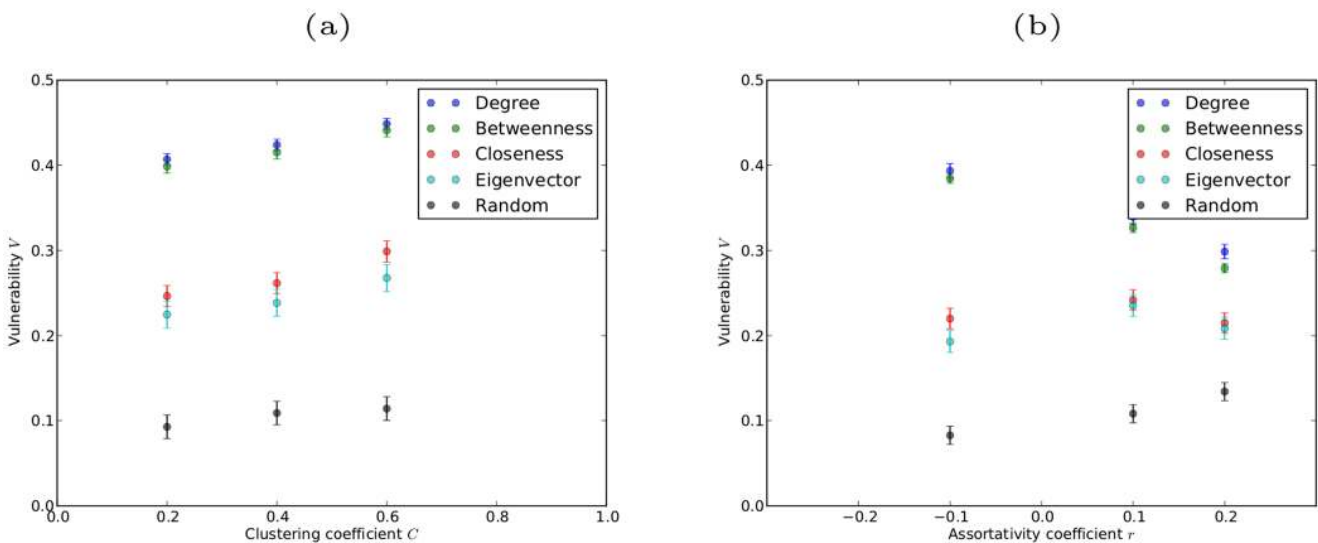 (a)
0.5
0.4
0.3
0.2
0.1
0.0
Vulnerability V
0.0 0.2 0.4 0.6 0.8 1.0
Clustering coefficient C
Degree
Betweenness
Closeness
Eigenvector
Random
(b)
0.5
0.4
0.3
0.2
0.1
0.0
Vulnerability V
−0.2 −0.1 0.0 0.1 0.2
Assortativity coefficient r
Degree
Betweenness
Closeness
Eigenvector
Random